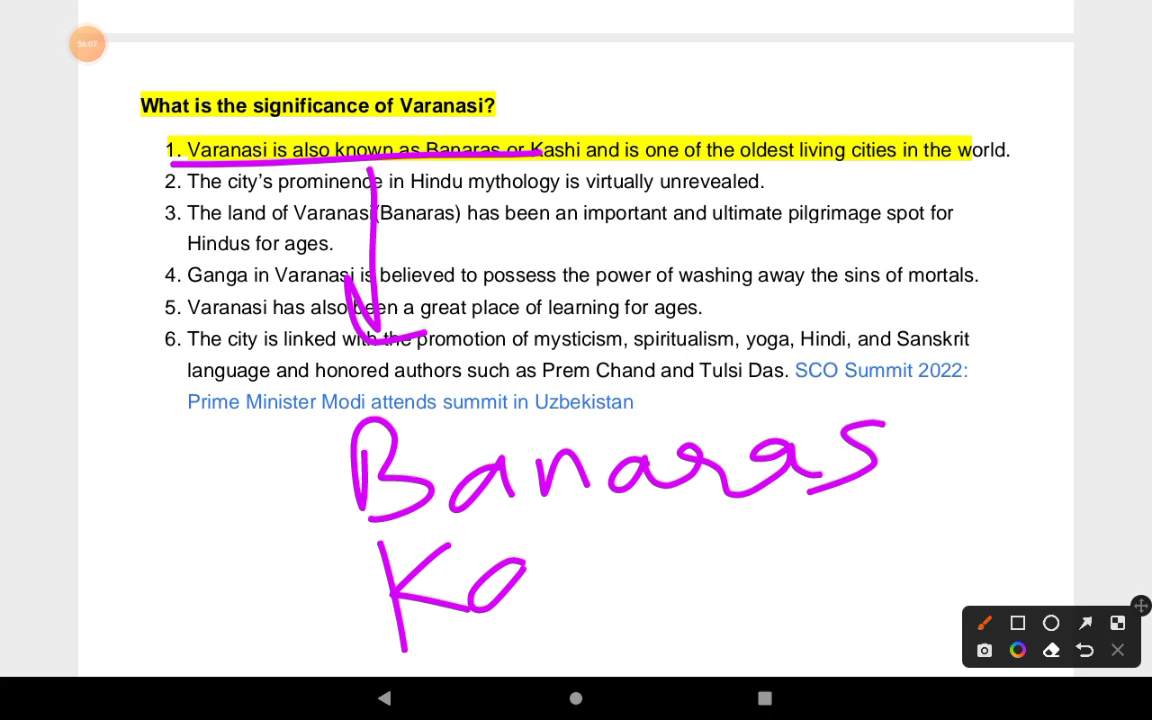 56:07
What is the significance of Varanasi?
1. Varanasi is also known as Banaras or Kashi and is one of the oldest living cities in the world.
2. The city’s prominence in Hindu mythology is virtually unrevealed.
3. The land of Varanasi(Banaras) has been an important and ultimate pilgrimage spot for
Hindus for ages.
4. Ganga in Varanasi is believed to possess the power of washing away the sins of mortals.
5. Varanasi has also been a great place of learning for ages.
6. The city is linked with the promotion of mysticism, spiritualism, yoga, Hindi, and Sanskrit
language and honored authors such as Prem Chand and Tulsi Das. SCO Summit 2022:
Prime Minister Modi attends summit in Uzbekistan
Banaras
Ka